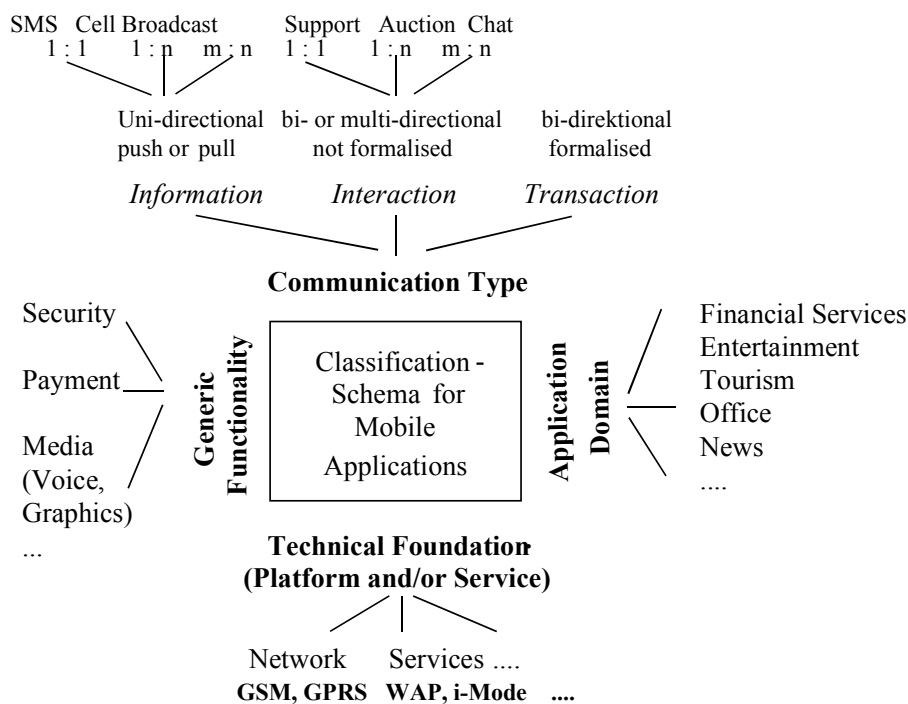 SMS Cell Broadcast Support Auction Chat
1 : 1 1 : n m : n 1 : 1 1 : n m : n
Uni-directional bi- or multi-directional bi-direktional
push or pull not formalised formalised
Information Interaction Transaction
Communication Type
Security
Payment
Media
(Voice,
Graphics)
...
Generic
Functionality
Classification -
Schema for
Mobile
Applications
Application
Domain
Financial Services
Entertainment
Tourism
Office
News
....
Technical Foundation
(Platform and/or Service)
Network Services ....
GSM, GPRS WAP, i-Mode ....